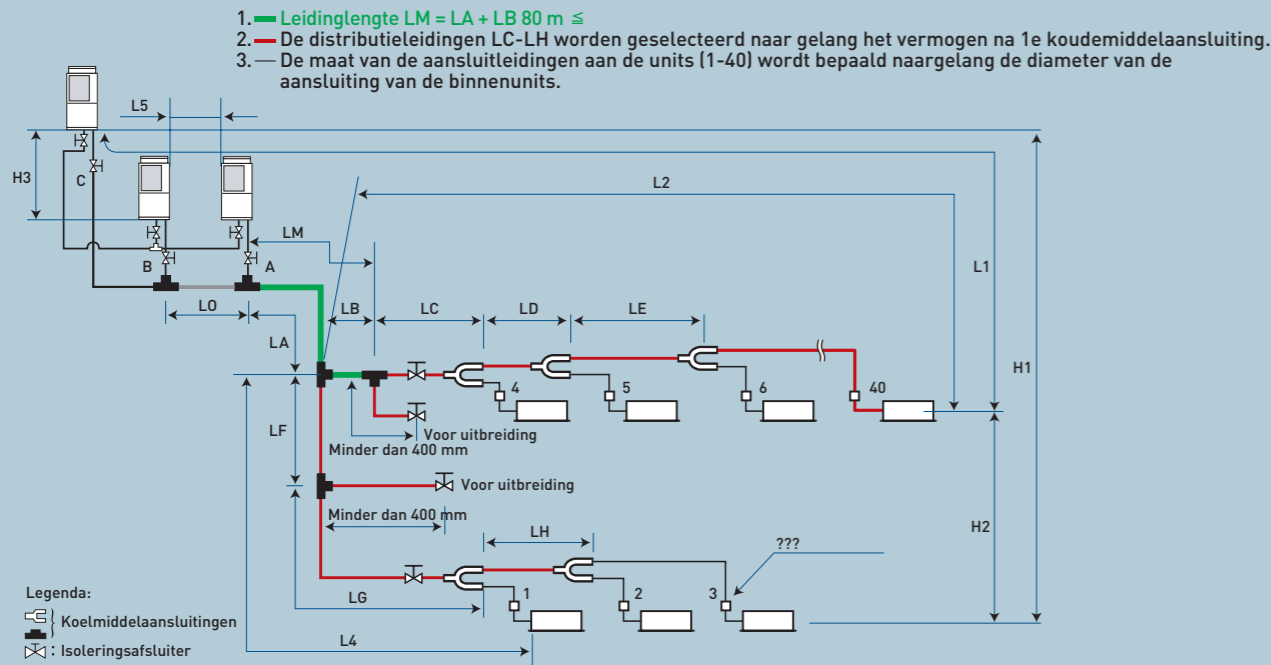 1. Leidinglengte LM = LA + LB 80 m ≦
2. De distributieleidingen LC-LH worden geselecteerd naar gelang het vermogen na 1e koudemiddelaansluiting.
3. De maat van de aansluitleidingen aan de units (1-40) wordt bepaald naargelang de diameter van de
aansluiting van de binnenunits.
L5
H3
C
L2
LM
L1
B
A
LO
LB
LC
LD
LE
LA
H1
4
5
6
40
LF
Voor uitbreiding
Minder dan 400 mm
Voor uitbreiding
Minder dan 400 mm
H2
LH
???
LG
1
2
3
L4
Legenda:
Koelmiddelaansluitingen
: Isoleringsafsluiter